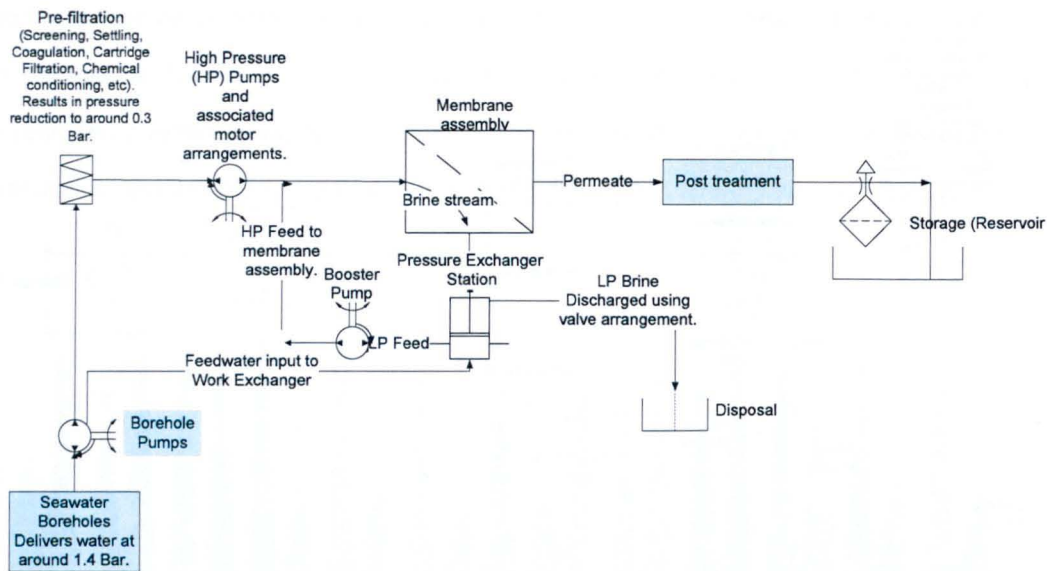 Pre-filtration
(Screening, Settling,
Coagulation, Cartridge
Filtration, Chemical
conditioning, etc).
Results in pressure
reduction to around 0.3
Bar.
High Pressure
(HP) Pumps
and
associated
motor
arrangements.
Membrane
assembly
Brine stream
Permeate
Post treatment
Storage (Reservoir
HP Feed to
membrane
assembly.
Pressure Exchanger
Station
Booster
Pump
LP Feed
LP Brine
Discharged using
valve arrangement.
Feedwater input to
Work Exchanger
Disposal
Borehole
Pumps
Seawater
Boreholes
Delivers water at
around 1.4 Bar.